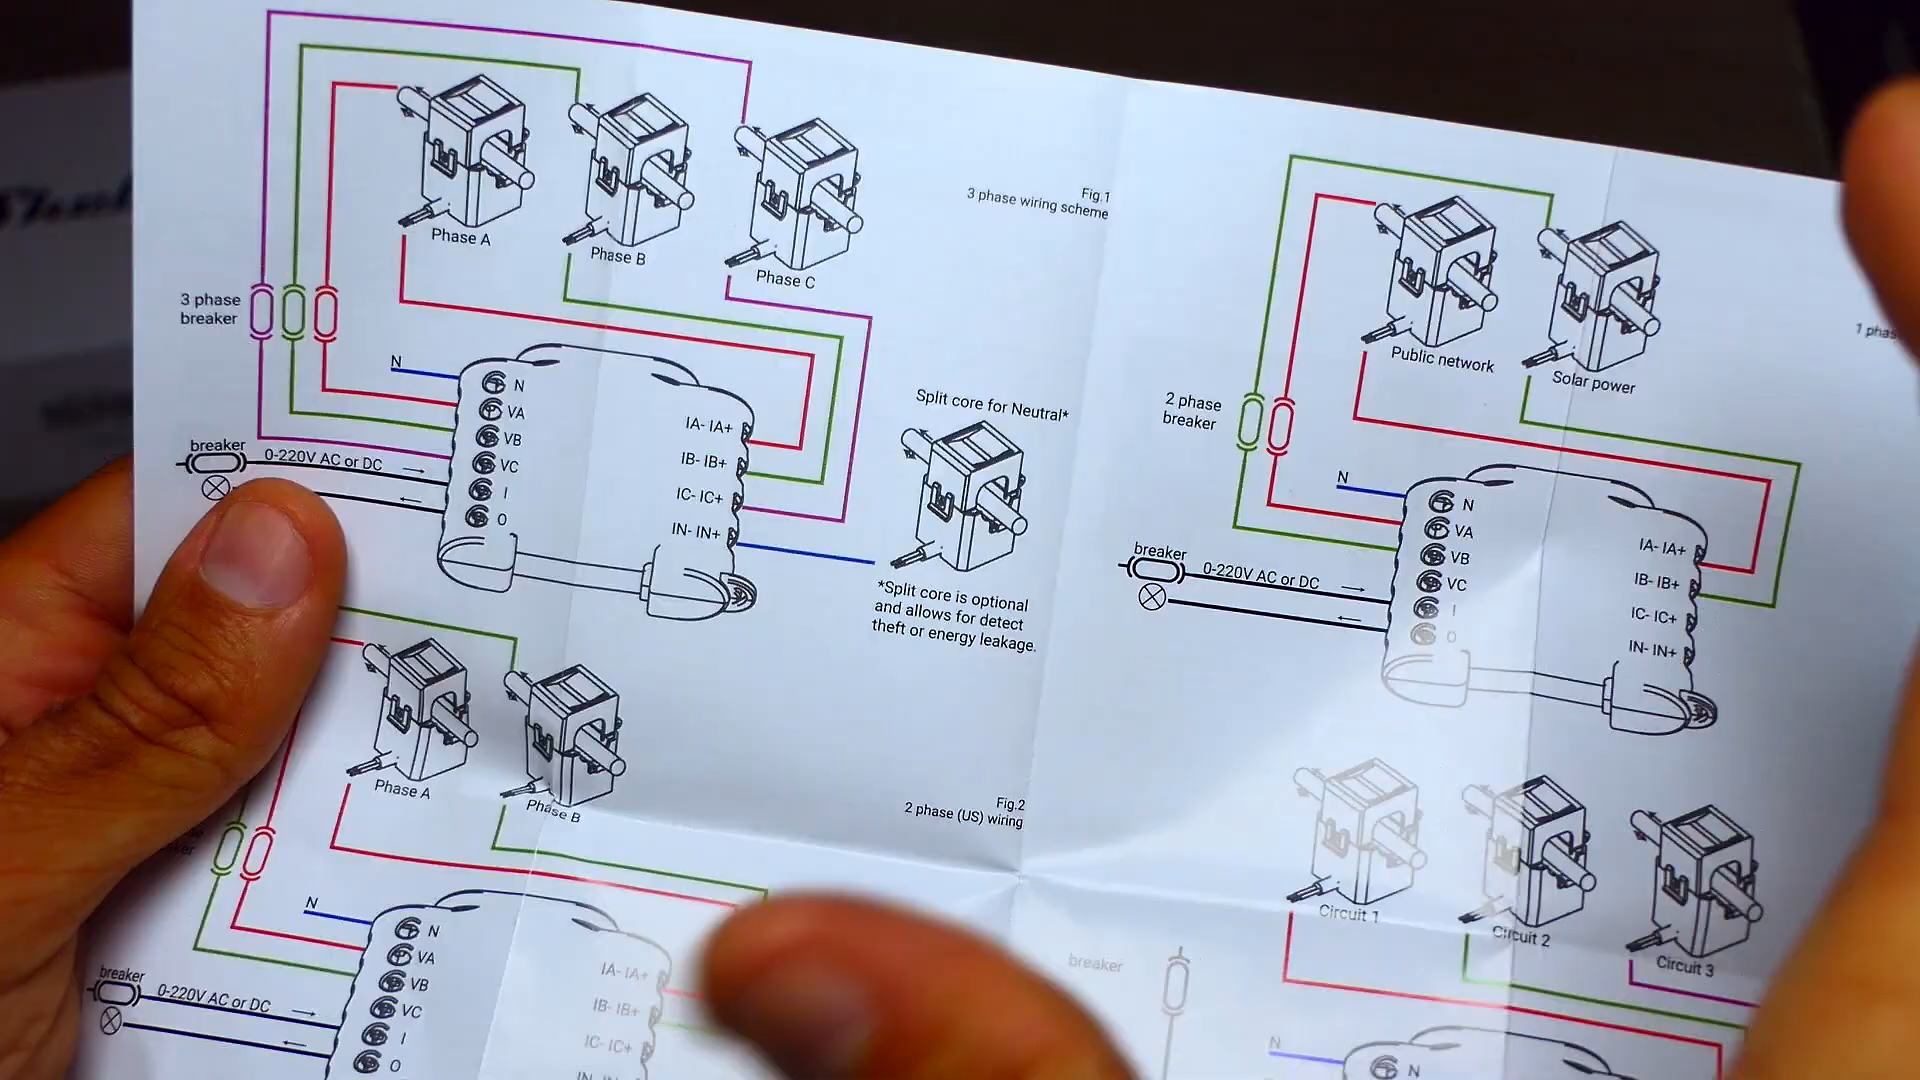 Phase A
Phase B
Phase C
Fig.1
3 phase wiring scheme
3 phase
breaker
N
N
VA
VB
VC
I
O
breaker
0-220V AC or DC
IA- IA+
IB- IB+
IC- IC+
IN- IN+
Split core for Neutral*
*Split core is optional
and allows for detect
theft or energy leakage.
Public network
Solar power
1 phas
2 phase
breaker
N
N
VA
VB
VC
I
O
breaker
0-220V AC or DC
IA- IA+
IB- IB+
IC- IC+
IN- IN+
Phase A
Phase B
Fig.2
2 phase (US) wiring
N
N
VA
VB
VC
I
O
breaker
0-220V AC or DC
IA- IA+
IB- IB+
IC- IC+
Circuit 1
Circuit 2
Circuit 3
breaker
N
N